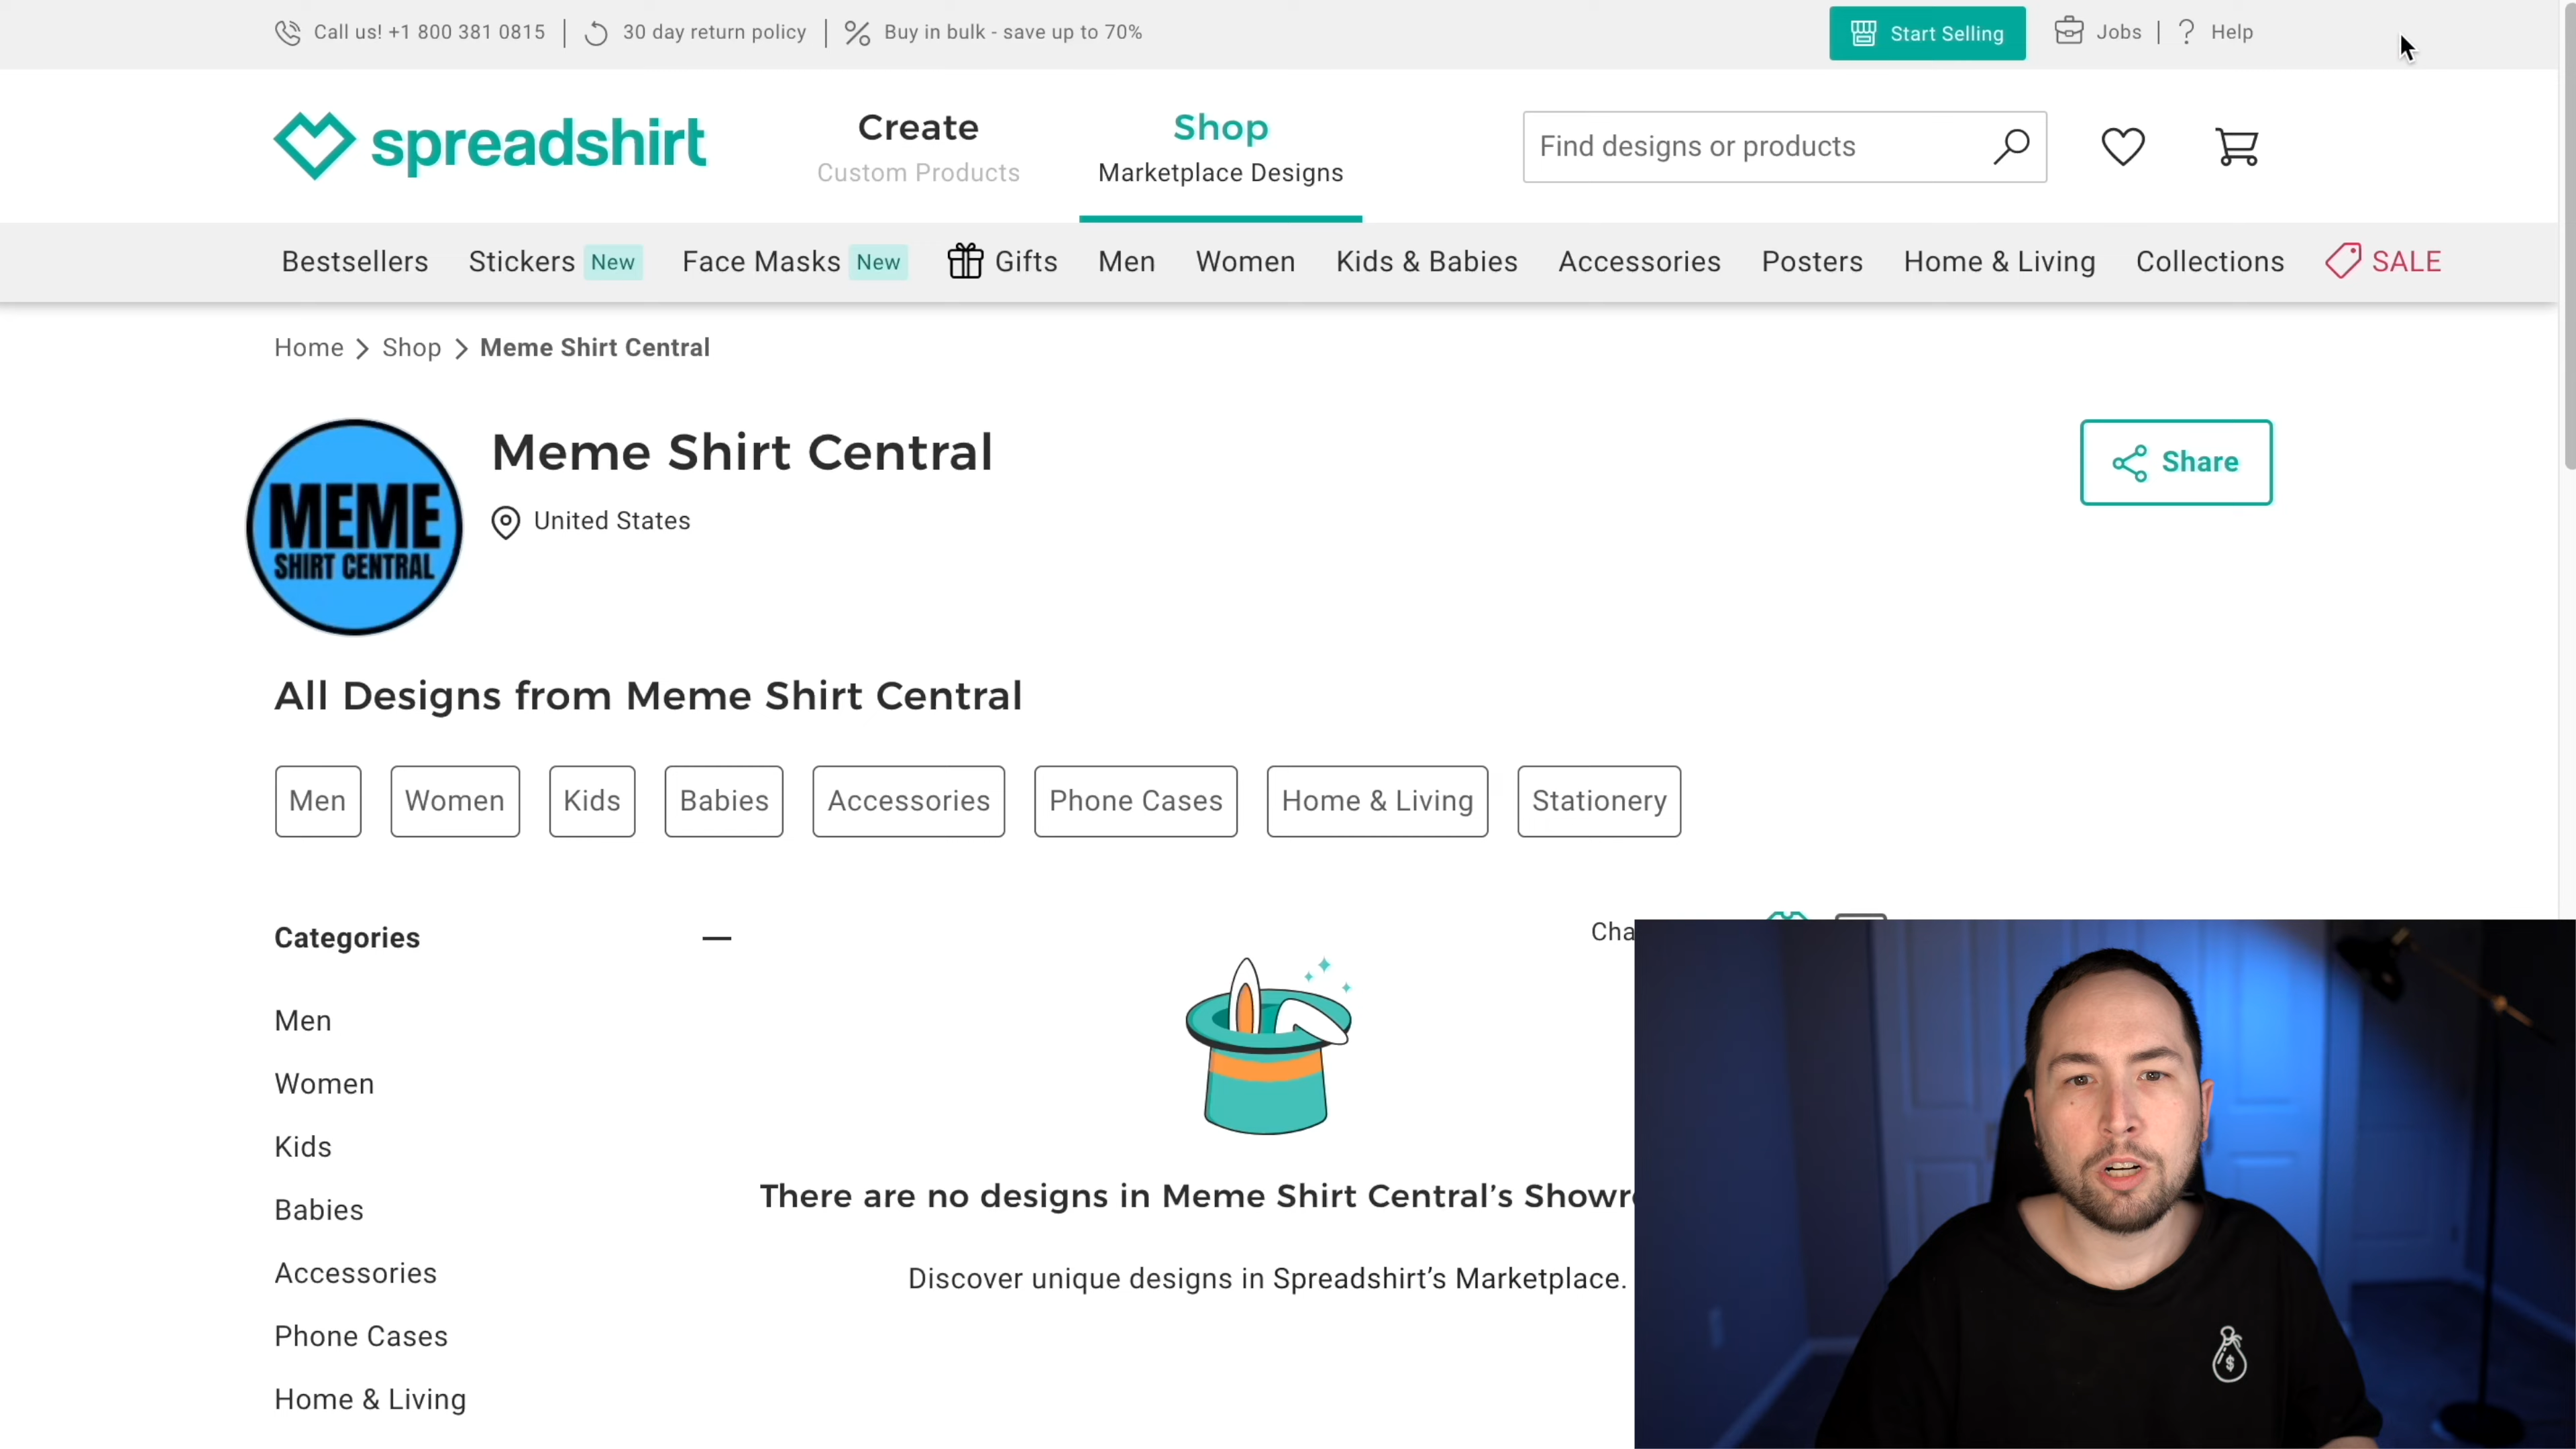 Call us! +1 800 381 0815 | 30 day return policy | Buy in bulk - save up to 70%
Start Selling Jobs | ? Help
spreadshirt
Create
Custom Products
Shop
Marketplace Designs
Find designs or products
Bestsellers Stickers New Face Masks New Gifts Men Women Kids & Babies Accessories Posters Home & Living Collections SALE
Home > Shop > Meme Shirt Central
MEME
SHIRT CENTRAL
Meme Shirt Central
United States
Share
All Designs from Meme Shirt Central
Men Women Kids Babies Accessories Phone Cases Home & Living Stationery
Categories
Men
Women
Kids
Babies
Accessories
Phone Cases
Home & Living
There are no designs in Meme Shirt Central’s
Discover unique designs in Spreadshirt’s Marketplace.
$